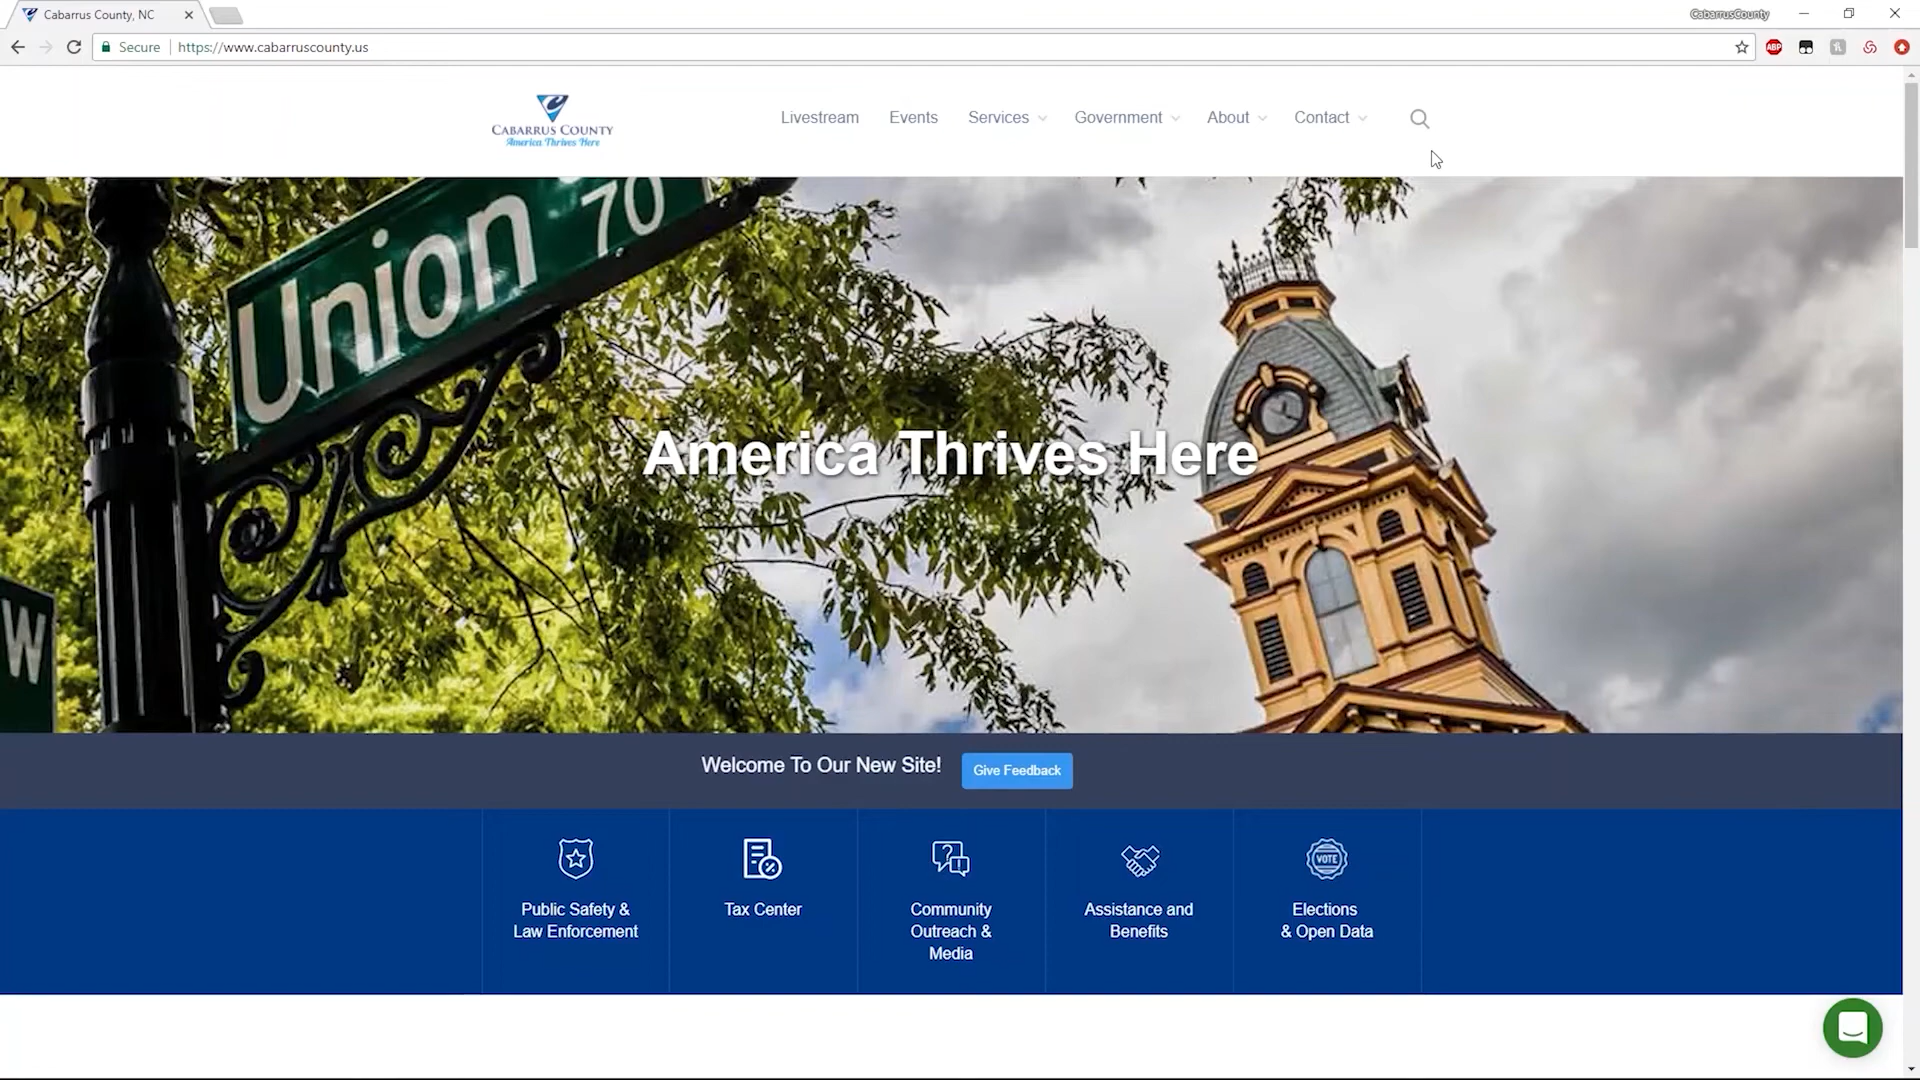 Cabarrus County, NC
CabarrusCounty
Secure
https://www.cabarruscounty.us
ABP
CABARRUS COUNTY
America Thrives Here
Livestream
Events
Services
Government
About
Contact
Union 70
W
America Thrives Here
Welcome To Our New Site!
Give Feedback
Public Safety &
Law Enforcement
Tax Center
Community
Outreach &
Media
Assistance and
Benefits
VOTE
Elections
& Open Data